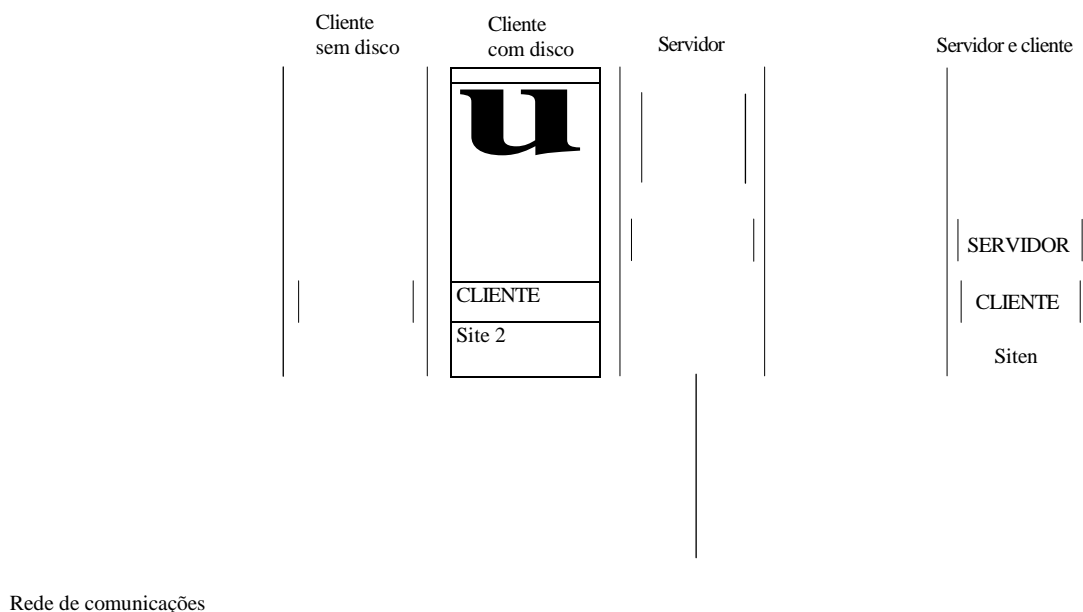 Cliente
sem disco
Cliente
com disco
Servidor
Servidor e cliente
u
SERVIDOR
CLIENTE
CLIENTE
Site 2
Siten
Rede de comunicações